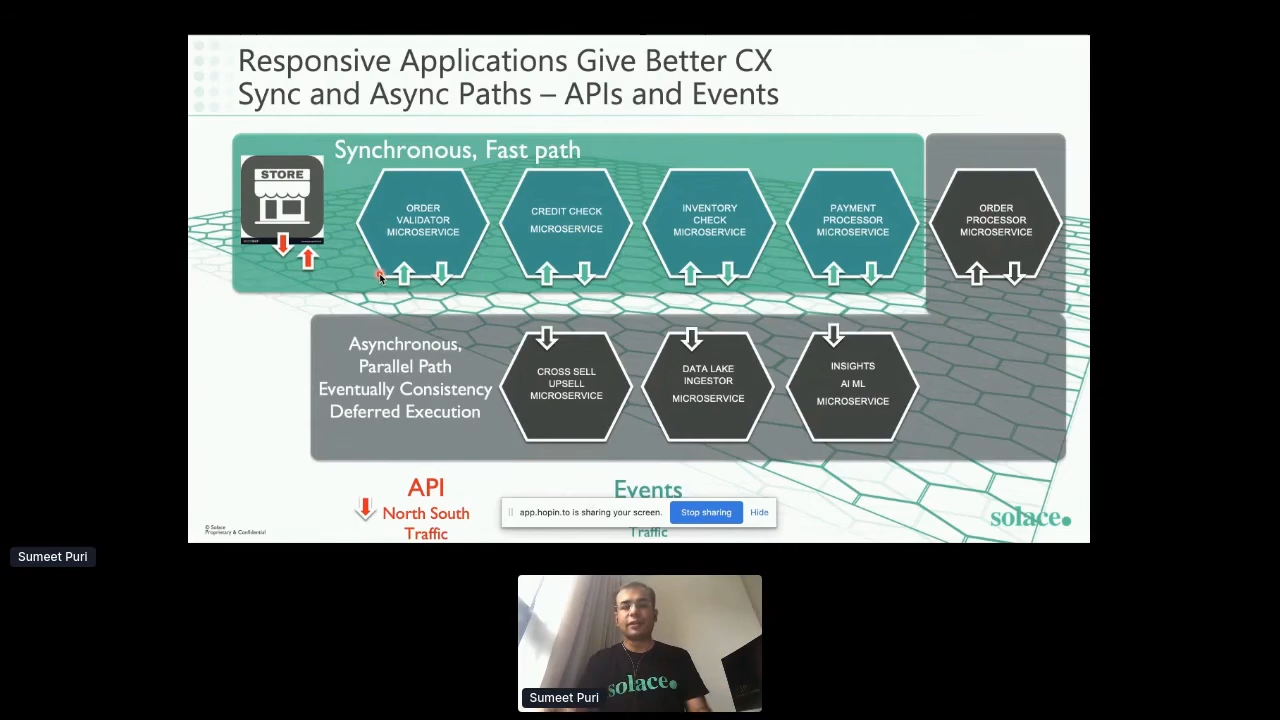 Responsive Applications Give Better CX
Sync and Async Paths – APIs and Events
Synchronous, Fast path
STORE
ORDER
VALIDATOR
MICROSERVICE
CREDIT CHECK
MICROSERVICE
INVENTORY
CHECK
MICROSERVICE
PAYMENT
PROCESSOR
MICROSERVICE
ORDER
PROCESSOR
MICROSERVICE
Asynchronous,
Parallel Path
Eventually Consistency
Deferred Execution
CROSS SELL
UPSELL
MICROSERVICE
DATA LAKE
INGESTOR
MICROSERVICE
INSIGHTS
AI ML
MICROSERVICE
API
North South
Traffic
Events
Traffic
app.hopin.to is sharing your screen.
Stop sharing
Hide
© Solace
Proprietary & Confidential
solace.
Sumeet Puri
solace.
Sumeet Puri